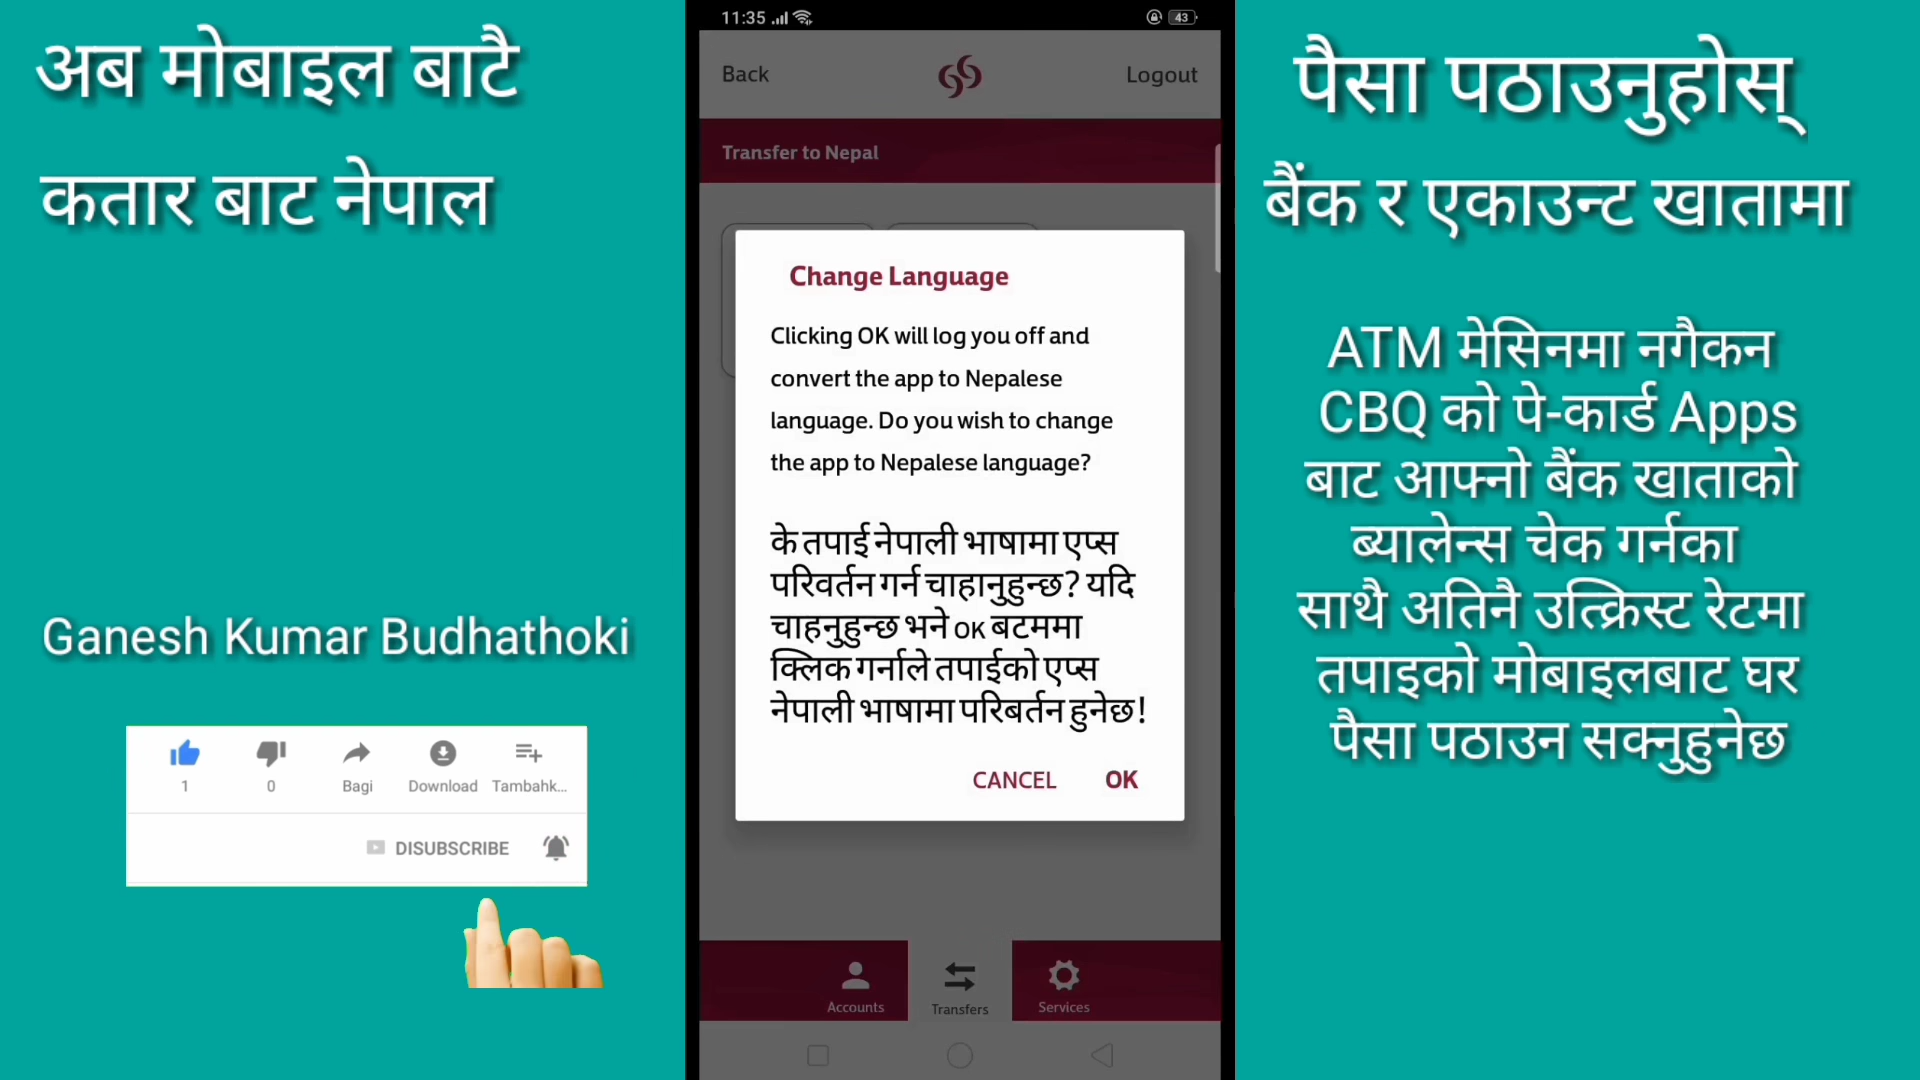 अब मोबाइल बाटै
कतार बाट नेपाल
Ganesh Kumar Budhathoki
1
0
Bagi
Download
Tambahk...
DISUBSCRIBE
11:35
43
Back
Logout
Transfer to Nepal
Change Language
Clicking OK will log you off and
convert the app to Nepalese
language. Do you wish to change
the app to Nepalese language?
के तपाई नेपाली भाषामा एप्स
परिवर्तन गर्न चाहानुहुन्छ? यदि
चाहनुहुन्छ भने OK बटममा
क्लिक गर्नाले तपाईको एप्स
नेपाली भाषामा परिबर्तन हुनेछ!
CANCEL
OK
Accounts
Transfers
Services
पैसा पठाउनुहोस्
बैंक र एकाउन्ट खातामा
ATM मेसिनमा नगैकन
CBQ को पे-कार्ड Apps
बाट आफ्नो बैंक खाताको
ब्यालेन्स चेक गर्नका
साथै अतिनै उत्क्रिस्ट रेटमा
तपाइको मोबाइलबाट घर
पैसा पठाउन सक्नुहुनेछ